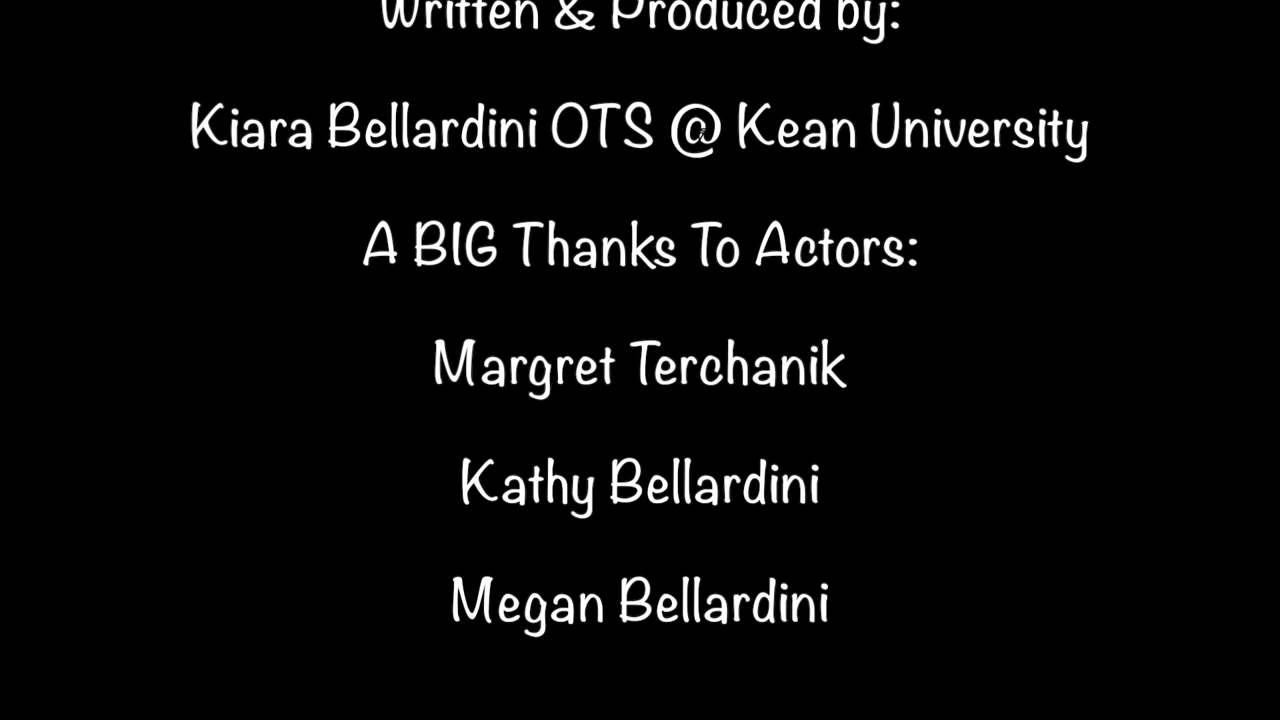 Written & Produced by:
Kiara Bellardini OTS @ Kean University
A BIG Thanks To Actors:
Margret Terchanik
Kathy Bellardini
Megan Bellardini